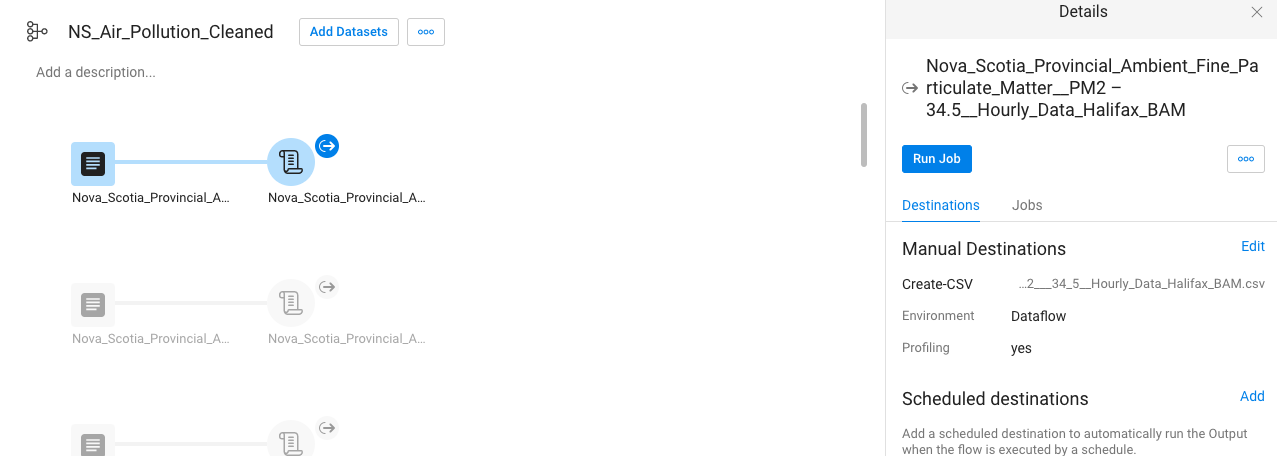 NS_Air_Pollution_Cleaned
Add Datasets
Add a description...
Nova_Scotia_Provincial_A...
Nova_Scotia_Provincial_A...
Nova_Scotia_Provincial_A...
Nova_Scotia_Provincial_A...
Details
Nova_Scotia_Provincial_Ambient_Fine_Pa
rticulate_Matter__PM2 –
34.5__Hourly_Data_Halifax_BAM
Run Job
Destinations
Jobs
Manual Destinations
Edit
Create-CSV
...2___34_5__Hourly_Data_Halifax_BAM.csv
Environment
Dataflow
Profiling
yes
Scheduled destinations
Add
Add a scheduled destination to automatically run the Output
when the flow is executed by a schedule.